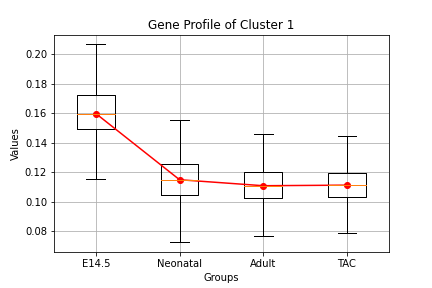 Gene Profile of Cluster 1
0.20
0.18
0.16
0.14
0.12
0.10
0.08
Values
E14.5 Neonatal Adult TAC
Groups